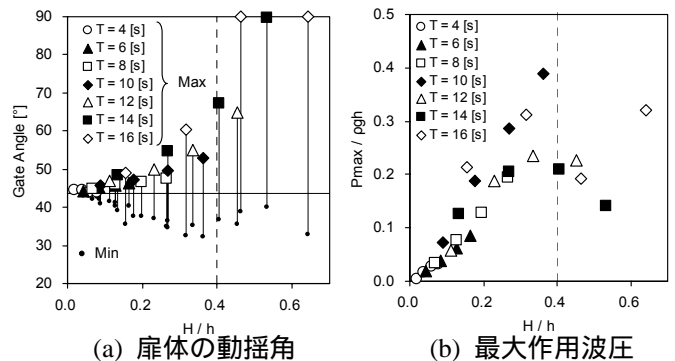 Gate Angle [°]
90
80
70
60
50
40
30
20
0.0 0.2 0.4 0.6
H / h
T = 4 [s]
T = 6 [s]
T = 8 [s]
T = 10 [s]
T = 12 [s]
T = 14 [s]
T = 16 [s]
Max
Min
(a) 扉体の動揺角
Pmax / ρgh
0.5
0.4
0.3
0.2
0.1
0.0
0.0 0.2 0.4 0.6
H / h
T = 4 [s]
T = 6 [s]
T = 8 [s]
T = 10 [s]
T = 12 [s]
T = 14 [s]
T = 16 [s]
(b) 最大作用波圧